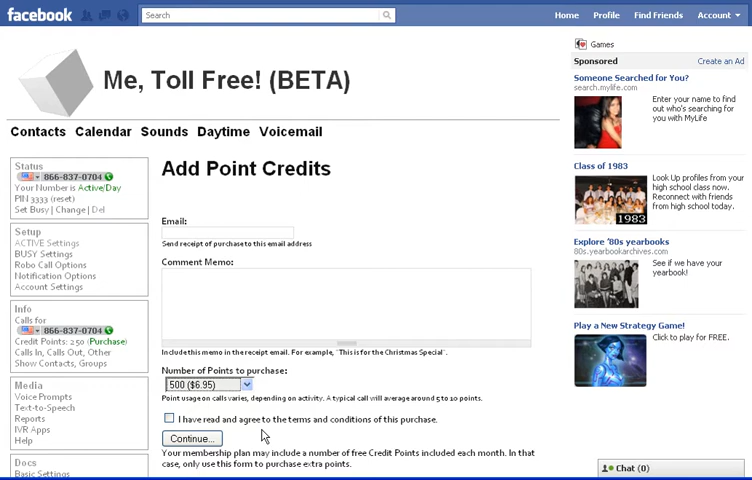 facebook
Search
Home Profile Find Friends Account
Me, Toll Free! (BETA)
Contacts Calendar Sounds Daytime Voicemail
Status
866-837-0704
Your Number is Active/Day
PIN 3333 (reset)
Set Busy | Change | Del
Setup
ACTIVE Settings
BUSY Settings
Robo Call Options
Notification Options
Account Settings
Info
Calls for
866-837-0704
Credit Points: 250 (Purchase)
Calls In, Calls Out, Other
Show Contacts, Groups
Media
Voice Prompts
Text-to-Speech
Reports
IVR Apps
Help
Docs
Basic Settings
Add Point Credits
Email:
Send receipt of purchase to this email address
Comment Memo:
Include this memo in the receipt email. For example, "This is for the Christmas Special".
Number of Points to purchase:
500 ($6.95)
Point usage on calls varies, depending on activity. A typical call will average around 5 to 10 points.
I have read and agree to the terms and conditions of this purchase.
Continue...
Your membership plan may include a number of free Credit Points included each month. In that
case, only use this form to purchase extra points.
Games
Sponsored Create an Ad
Someone Searched for You?
search.mylife.com
Enter your name to find
out who's searching for
you with MyLife
Class of 1983
Look Up profiles from your
high school class now.
Reconnect with friends
from high school today.
1983
Explore '80s yearbooks
80s.yearbookarchives.com
See if we have your
yearbook!
Play a New Strategy Game!
Click to play for FREE.
Chat (0)